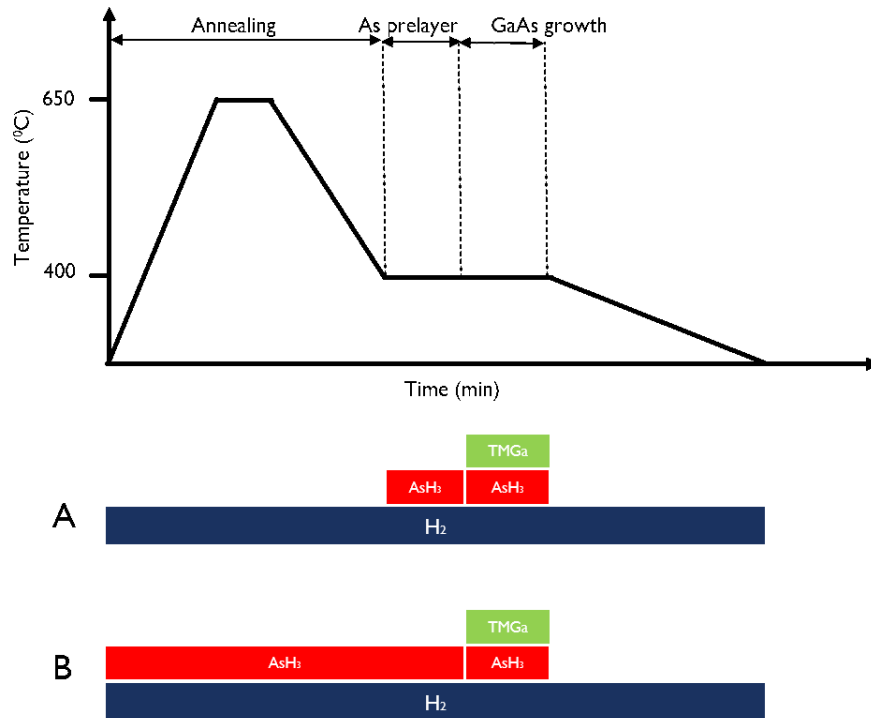 Annealing As prelayer GaAs growth
650
Temperature (⁰C)
400
Time (min)
TMGa
AsH₃ AsH₃
A
H₂
TMGa
B
AsH₃ AsH₃
H₂